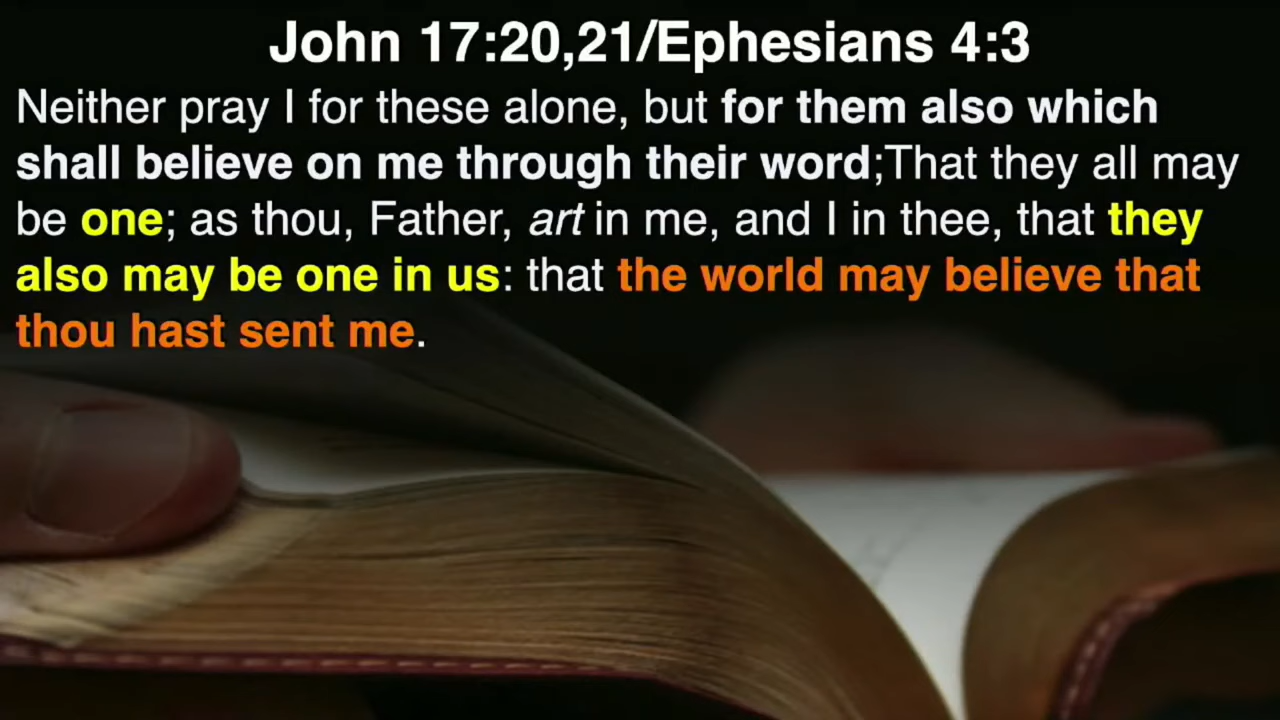 John 17:20,21/Ephesians 4:3
Neither pray I for these alone, but for them also which
shall believe on me through their word;That they all may
be one; as thou, Father, art in me, and I in thee, that they
also may be one in us: that the world may believe that
thou hast sent me.